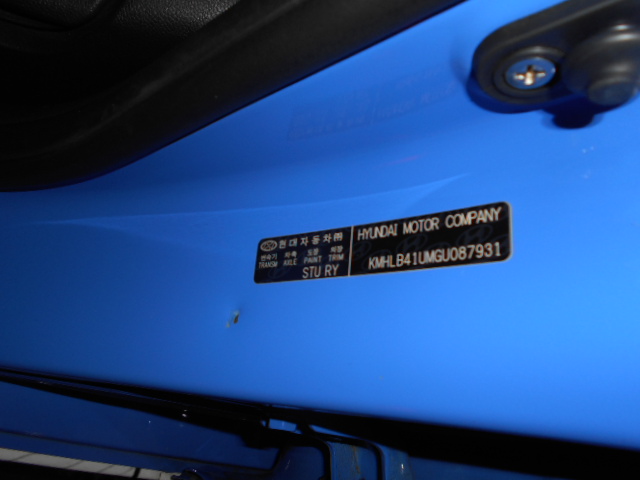 현대자동차㈜
변속기 차축 도장 외장
TRANSM AXLE PAINT TRIM
STU RY
HYUNDAI MOTOR COMPANY
KMHLB41UMGU087931